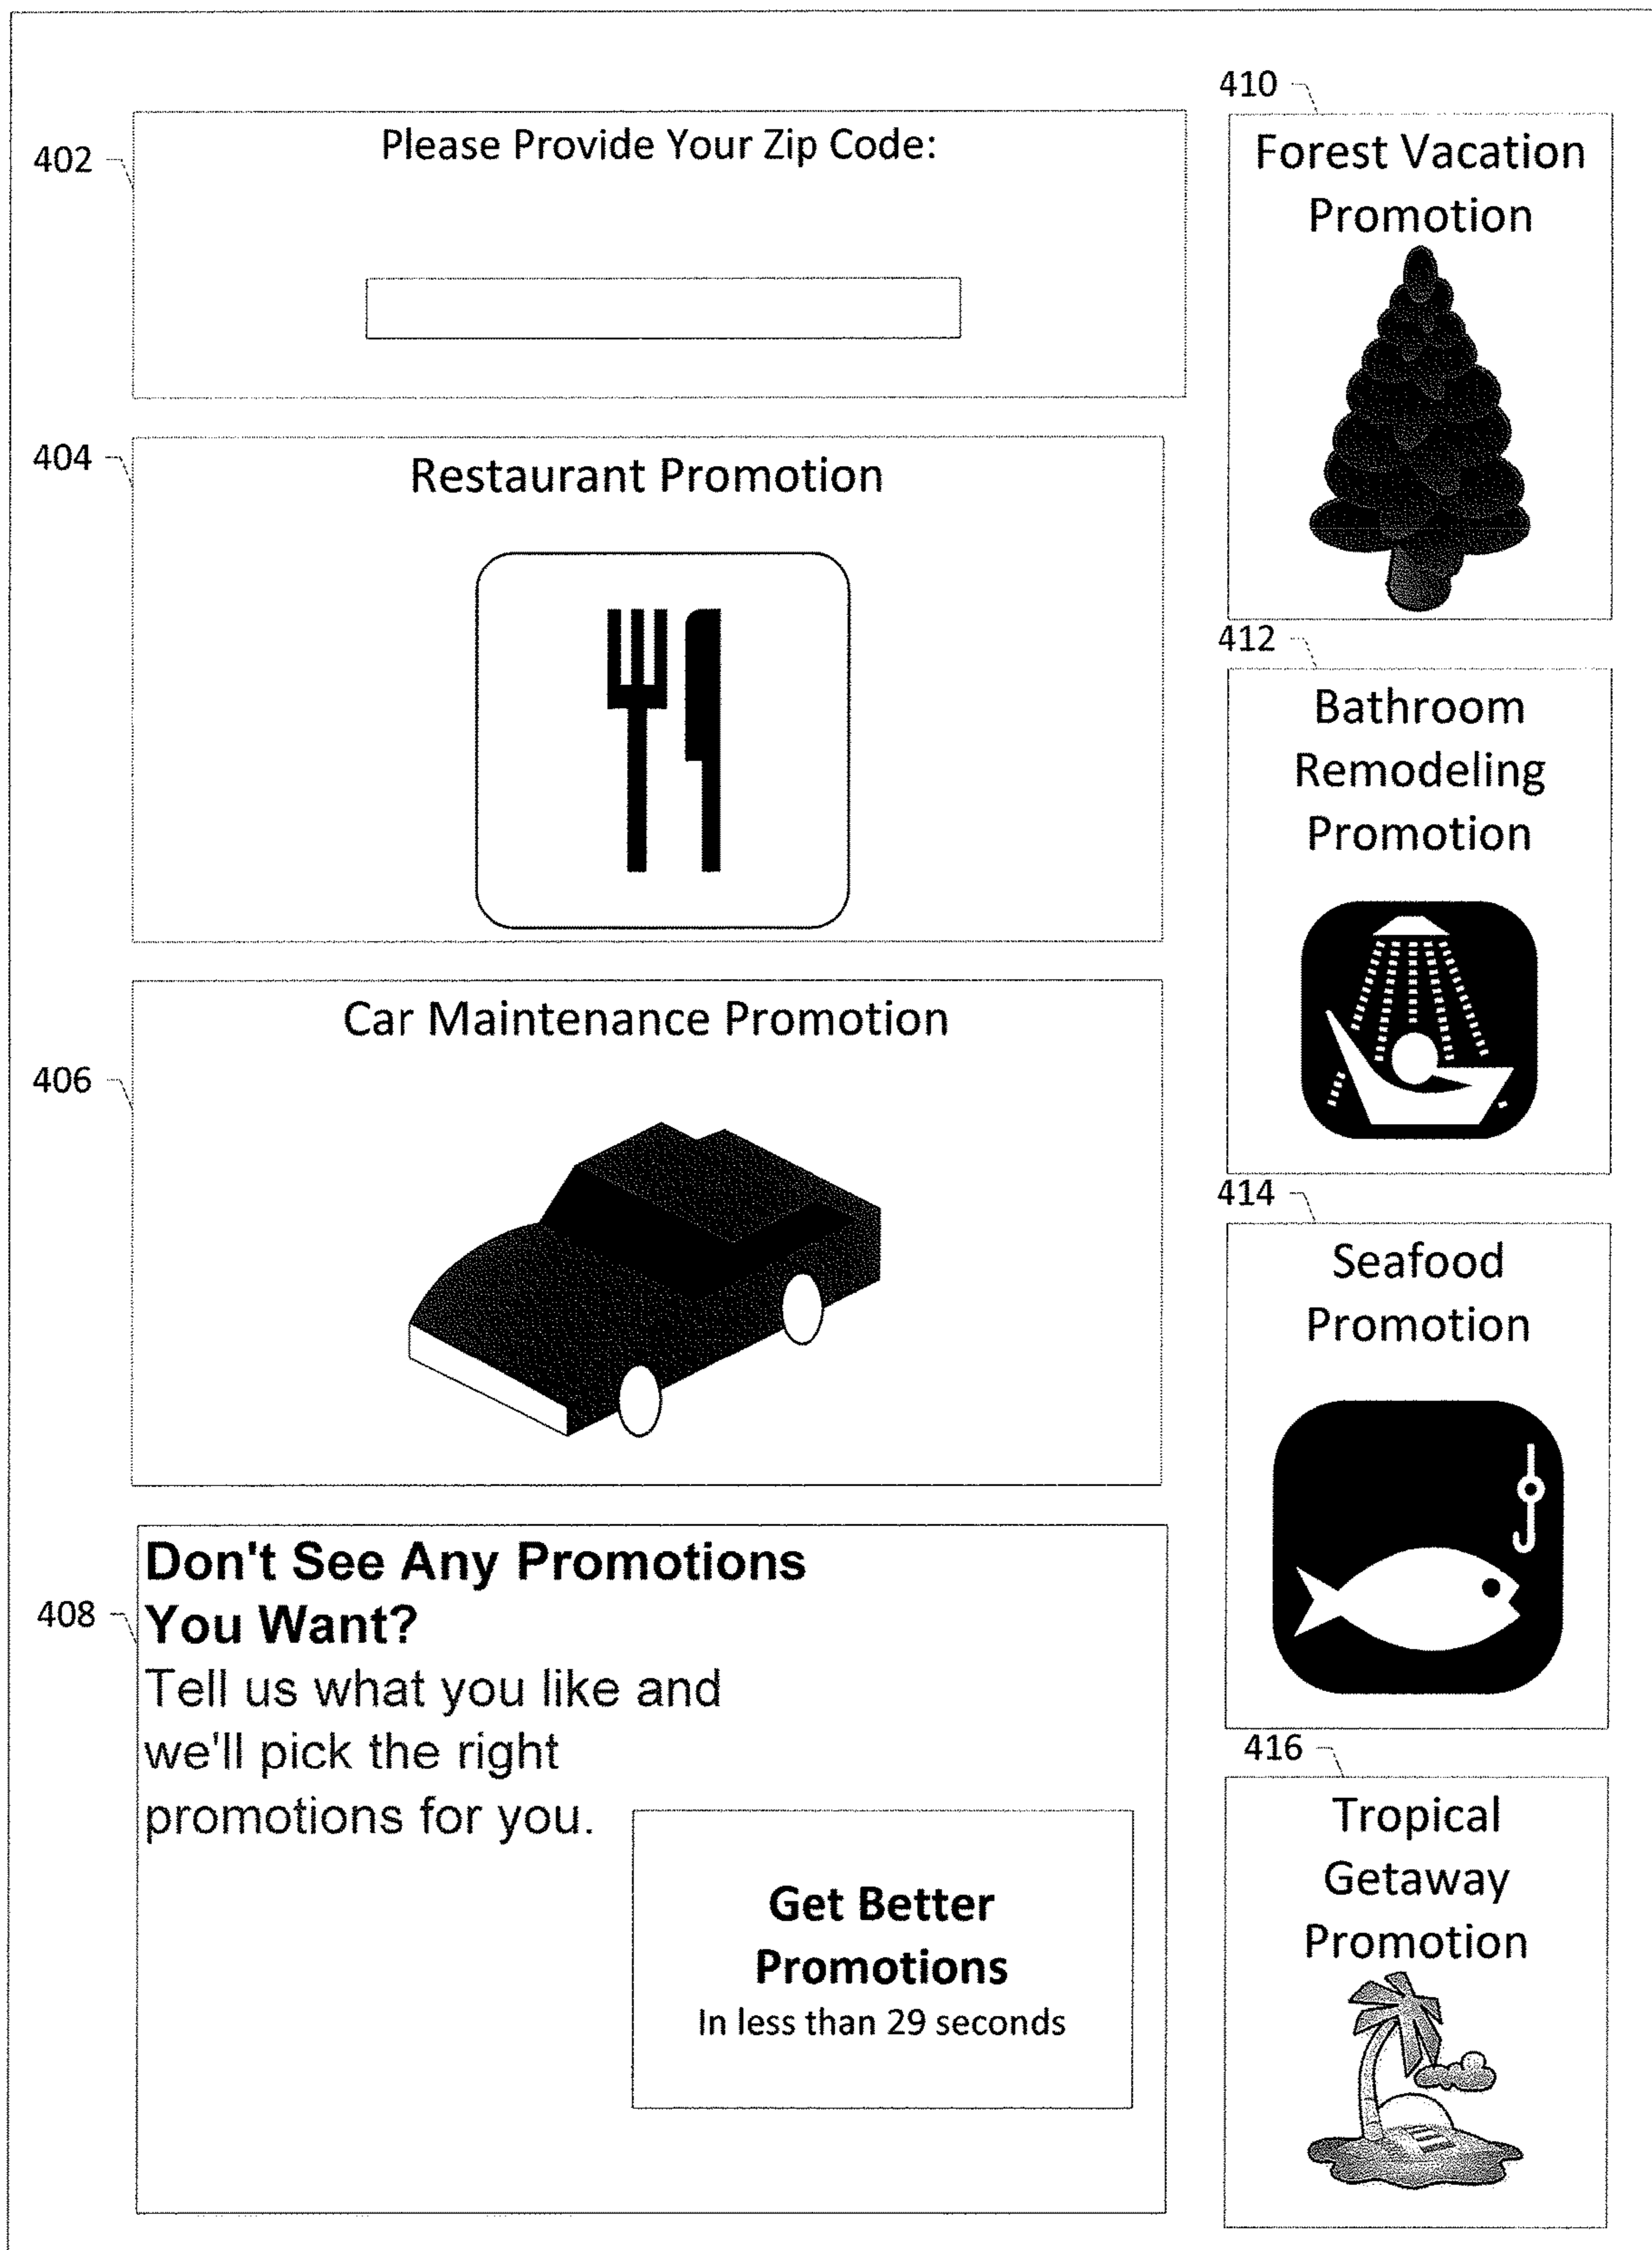 402
Please Provide Your Zip Code:
404
Restaurant Promotion
406
Car Maintenance Promotion
408
Don't See Any Promotions
You Want?
Tell us what you like and
we'll pick the right
promotions for you.
Get Better
Promotions
In less than 29 seconds
410
Forest Vacation
Promotion
412
Bathroom
Remodeling
Promotion
414
Seafood
Promotion
416
Tropical
Getaway
Promotion